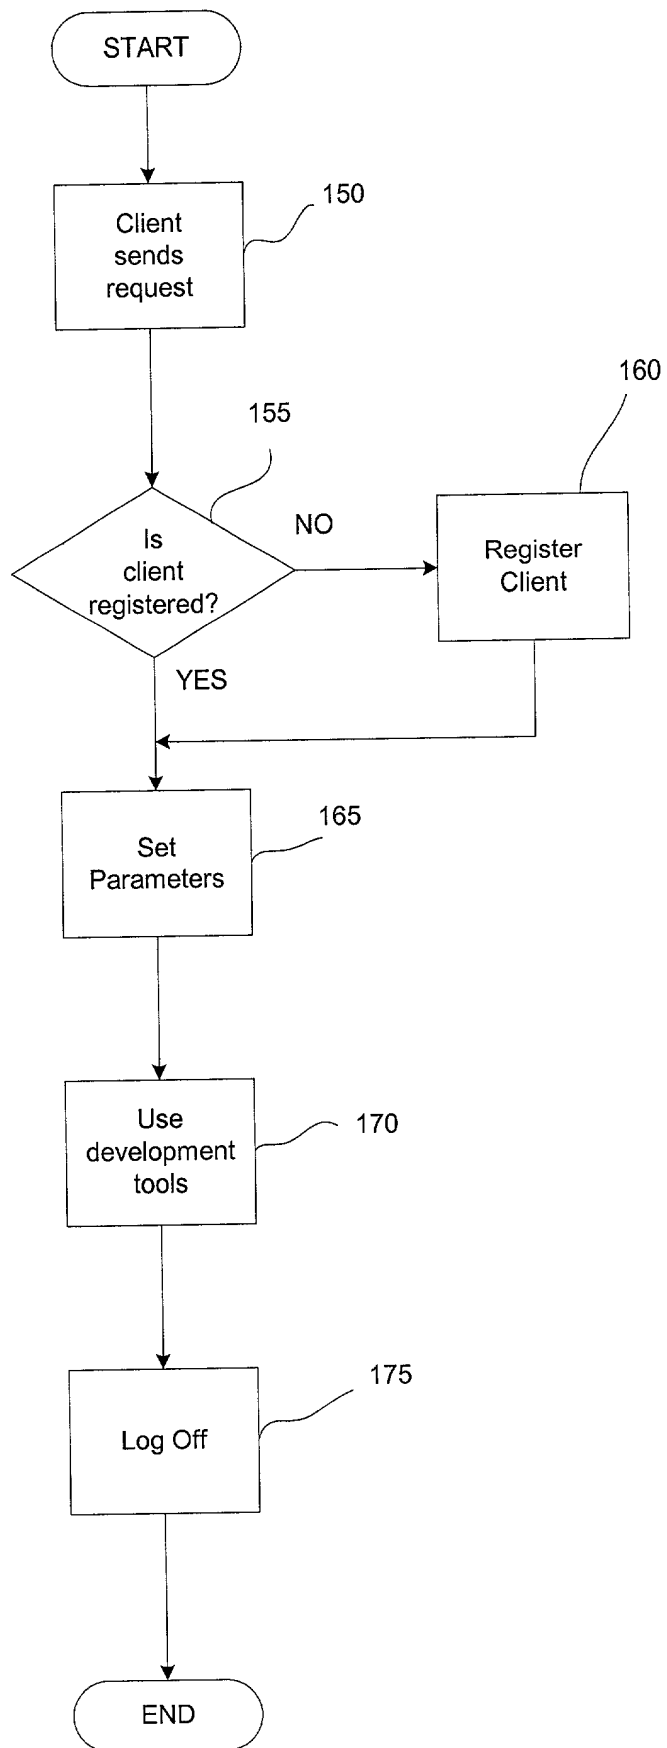 START
150
Client
sends
request
160
155
NO
Is
client
registered?
Register
Client
YES
165
Set
Parameters
Use
development
tools
170
175
Log Off
END